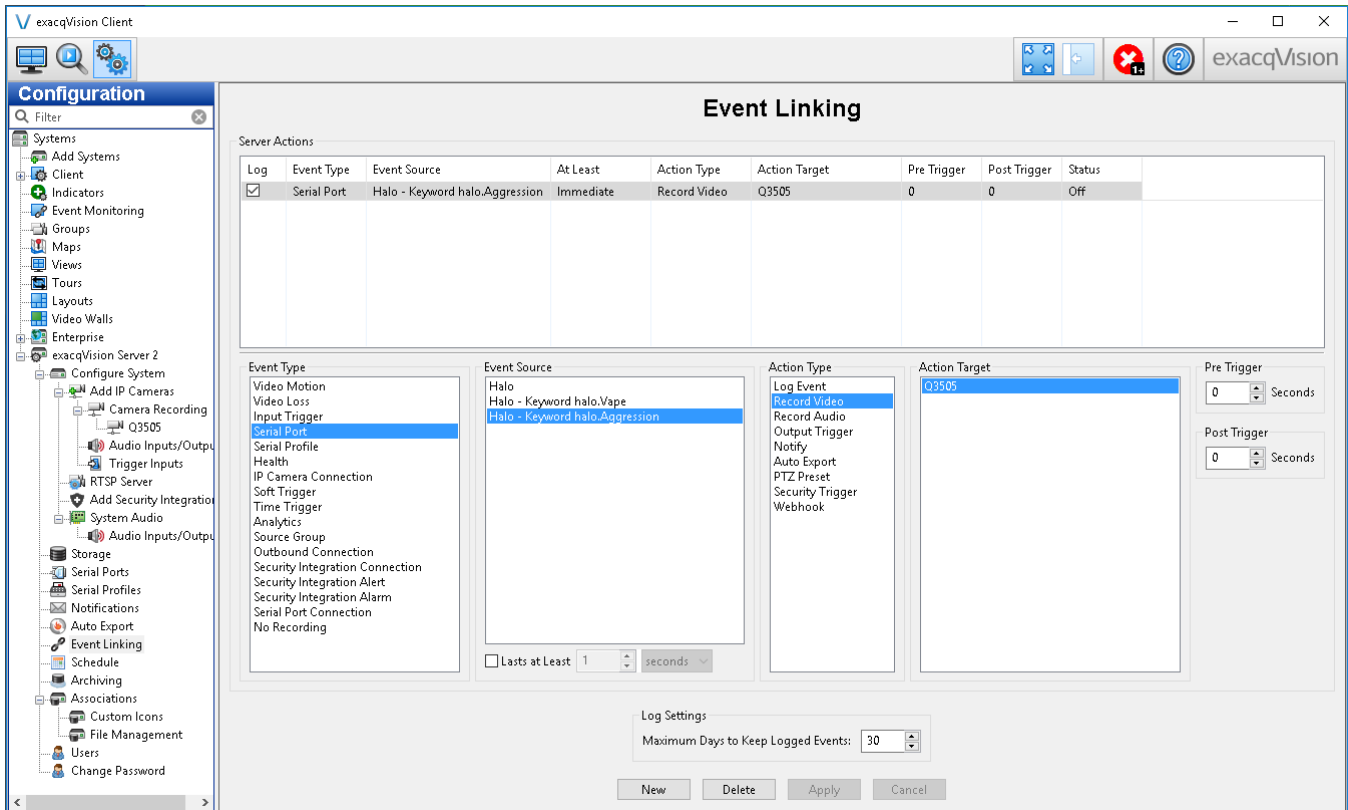 exacqVision Client
1+
exacqVision
Configuration
Filter
Systems
Add Systems
Client
Indicators
Event Monitoring
Groups
Maps
Views
Tours
Layouts
Video Walls
Enterprise
exacqVision Server 2
Configure System
Add IP Cameras
Camera Recording
Q3505
Audio Inputs/Outpu
Trigger Inputs
RTSP Server
Add Security Integration
System Audio
Audio Inputs/Outpu
Storage
Serial Ports
Serial Profiles
Notifications
Auto Export
Event Linking
Schedule
Archiving
Associations
Custom Icons
File Management
Users
Change Password
Event Linking
Server Actions
Log Event Type Event Source At Least Action Type Action Target Pre Trigger Post Trigger Status
Serial Port Halo - Keyword halo.Aggression Immediate Record Video Q3505 0 0 Off
Event Type
Video Motion
Video Loss
Input Trigger
Serial Port
Serial Profile
Health
IP Camera Connection
Soft Trigger
Time Trigger
Analytics
Source Group
Outbound Connection
Security Integration Connection
Security Integration Alert
Security Integration Alarm
Serial Port Connection
No Recording
Event Source
Halo
Halo - Keyword halo.Vape
Halo - Keyword halo.Aggression
Lasts at Least 1 seconds
Action Type
Log Event
Record Video
Record Audio
Output Trigger
Notify
Auto Export
PTZ Preset
Security Trigger
Webhook
Action Target
Q3505
Pre Trigger
0 Seconds
Post Trigger
0 Seconds
Log Settings
Maximum Days to Keep Logged Events: 30
New Delete Apply Cancel